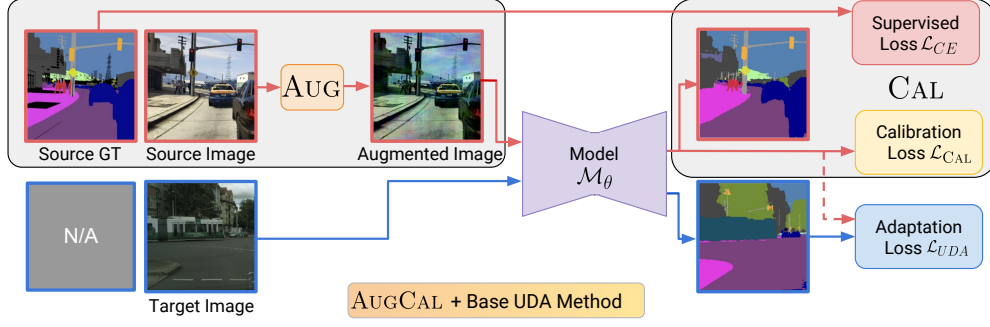 Source GT
Source Image
AUG
Augmented Image
Model
ℳ_θ
Supervised
Loss ℒ_CE
CAL
Calibration
Loss ℒ_CAL
N/A
Target Image
Adaptation
Loss ℒ_UDA
AUGCAL + Base UDA Method